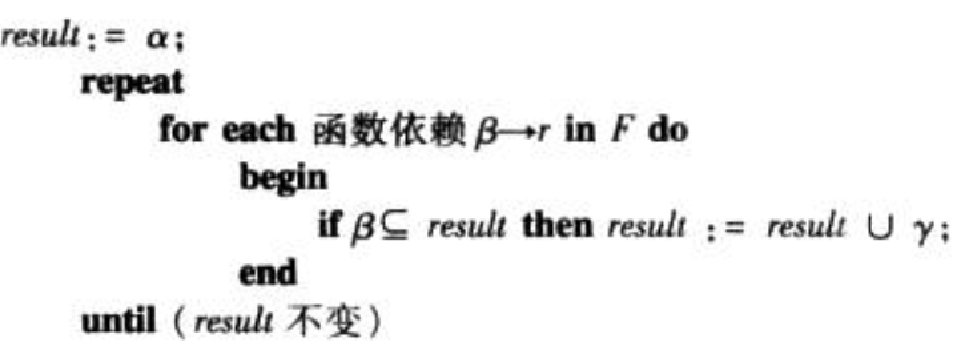 result := α;
repeat
for each 函数依赖 β→r in F do
begin
if β⊆ result then result := result ∪ γ;
end
until (result 不变)